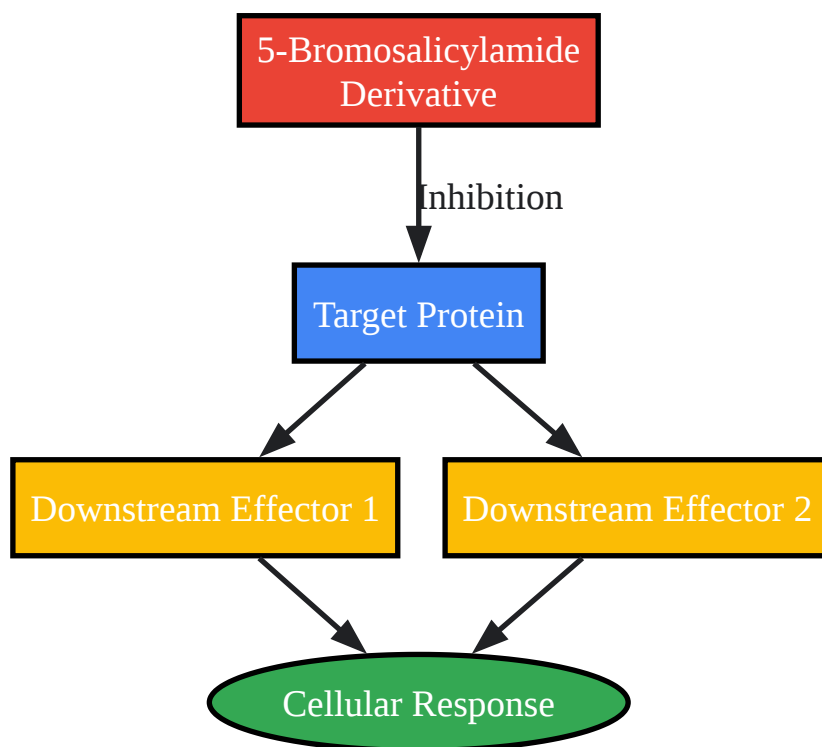 5-Bromosalicylamide
Derivative
Inhibition
Target Protein
Downstream Effector 1
Downstream Effector 2
Cellular Response